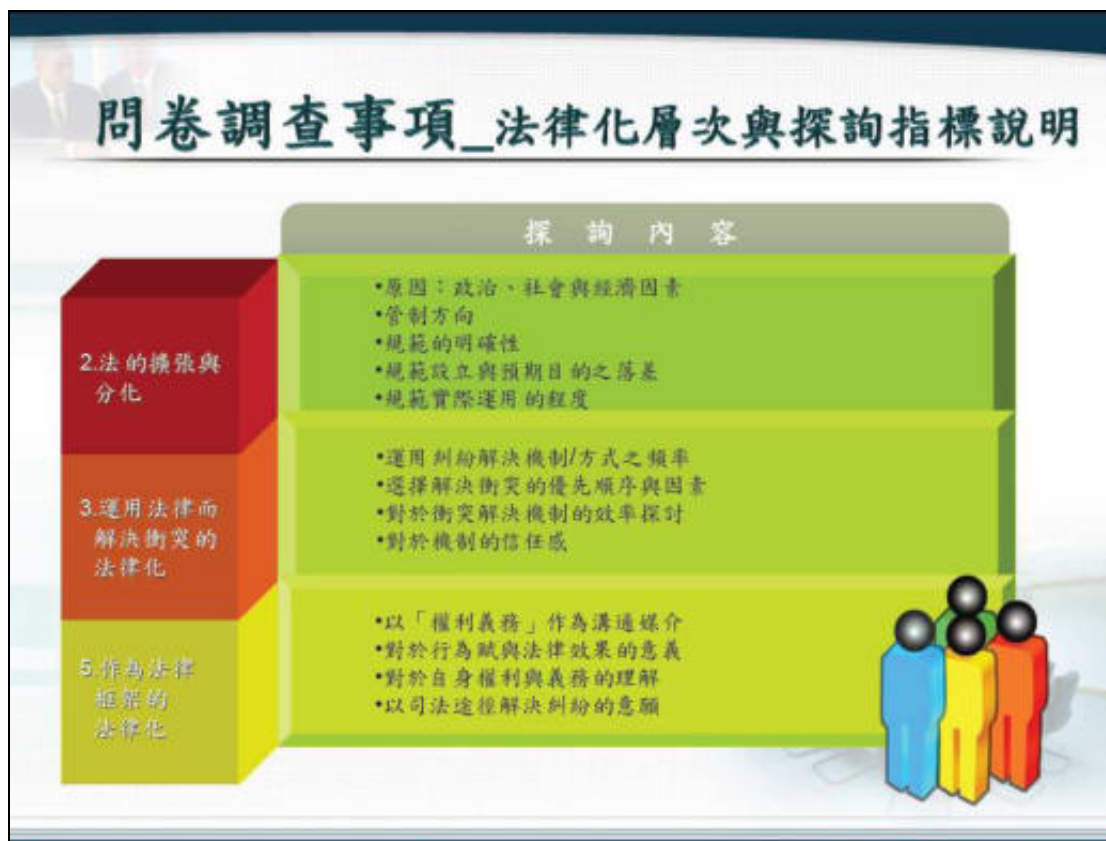 問卷調查事項_法律化層次與探詢指標說明
探 詢 內 容
2.法的擴張與
分化
•原因：政治、社會與經濟因素
•管制方向
•規範的明確性
•規範設立與預期目的之落差
•規範實際運用的程度
3.運用法律而
解決衝突的
法律化
•運用糾紛解決機制/方式之頻率
•選擇解決衝突的優先順序與因素
•對於衝突解決機制的效率探討
•對於機制的信任感
5.作為法律
框架的
法律化
•以「權利義務」作為溝通媒介
•對於行為賦與法律效果的意義
•對於自身權利與義務的理解
•以司法途徑解決糾紛的意願